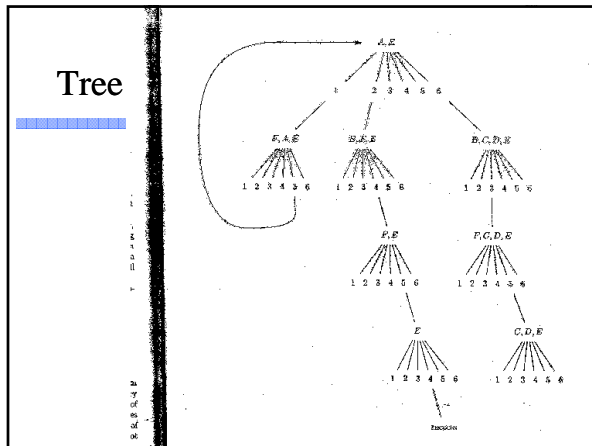 Tree
A, E
1 2 3 4 5 6
F, A, E B, E, E B, C, D, E
1 2 3 4 5 6 1 2 3 4 5 6 1 2 3 4 5 6
F, E F, C, D, E
1 2 3 4 5 6 1 2 3 4 5 6
E C, D, E
1 2 3 4 5 6 1 2 3 4 5 6